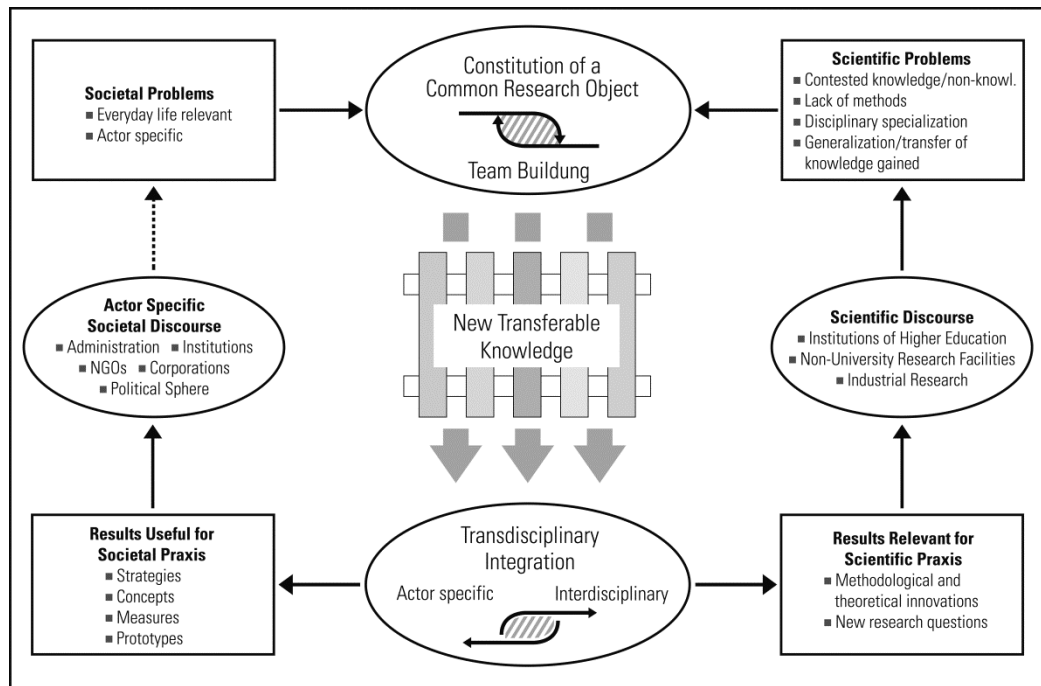 Societal Problems
■ Everyday life relevant
■ Actor specific
Constitution of a
Common Research Object
Team Buildung
Scientific Problems
■ Contested knowledge/non-knowl.
■ Lack of methods
■ Disciplinary specialization
■ Generalization/transfer of
knowledge gained
Actor Specific
Societal Discourse
■ Administration ■ Institutions
■ NGOs ■ Corporations
■ Political Sphere
New Transferable
Knowledge
Scientific Discourse
■ Institutions of Higher Education
■ Non-University Research Facilities
■ Industrial Research
Results Useful for
Societal Praxis
■ Strategies
■ Concepts
■ Measures
■ Prototypes
Transdisciplinary
Integration
Actor specific Interdisciplinary
Results Relevant for
Scientific Praxis
■ Methodological and
theoretical innovations
■ New research questions